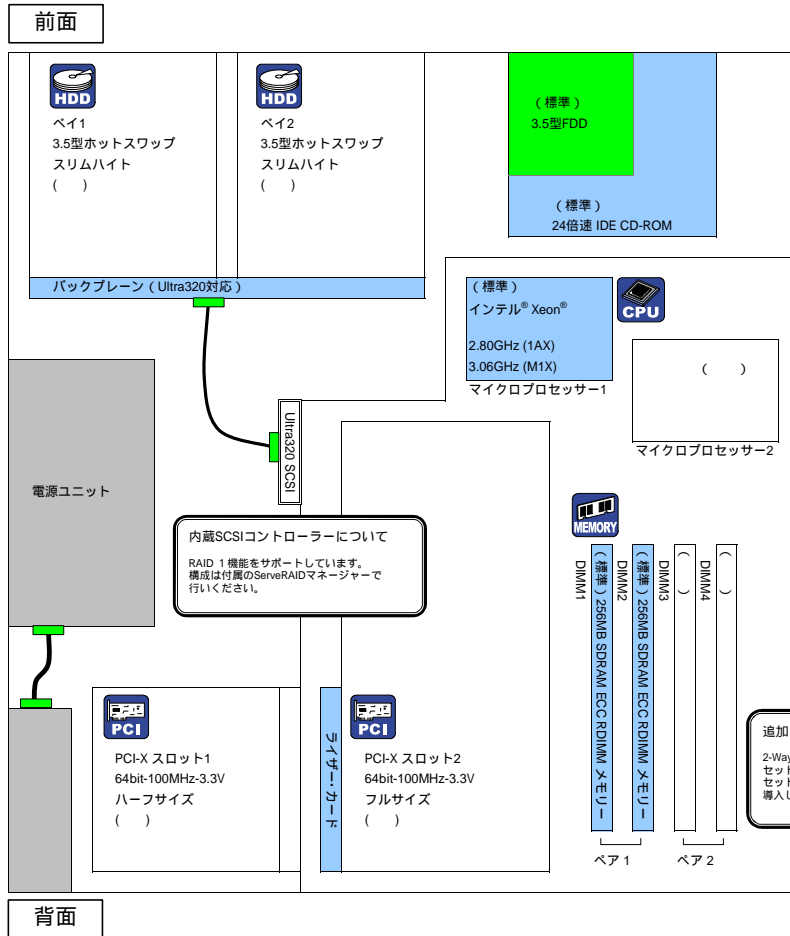 前面
HDD
ベイ1
3.5型ホットスワップ
スリムハイト
(　　)
HDD
ベイ2
3.5型ホットスワップ
スリムハイト
(　　)
（標準）
3.5型FDD
（標準）
24倍速 IDE CD-ROM
バックプレーン（Ultra320対応）
（標準）
インテル® Xeon®
2.80GHz (1AX)
3.06GHz (M1X)
マイクロプロセッサー1
CPU
(　　)
マイクロプロセッサー2
Ultra320 SCSI
電源ユニット
内蔵SCSIコントローラーについて
RAID 1機能をサポートしています。
構成は付属のServeRAIDマネージャーで
行いください。
MEMORY
DIMM1
（標準）256MB SDRAM ECC RDIMM メモリー
DIMM2
（標準）256MB SDRAM ECC RDIMM メモリー
DIMM3
(　　)
DIMM4
(　　)
ペア 1
ペア 2
追加
2-Way
セット
セット
導入し
PCI
PCI-X スロット1
64bit-100MHz-3.3V
ハーフサイズ
(　　)
ライザー・カード
PCI
PCI-X スロット2
64bit-100MHz-3.3V
フルサイズ
(　　)
背面